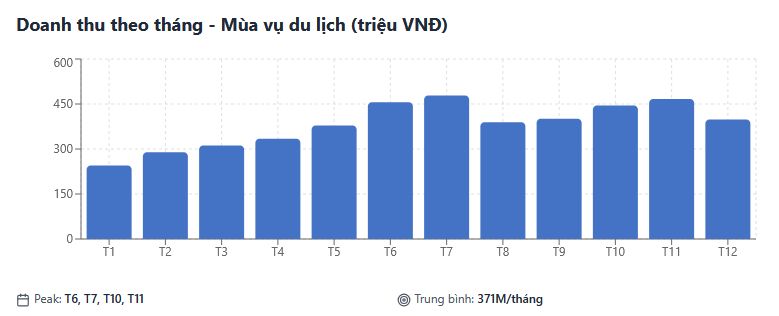 Doanh thu theo tháng - Mùa vụ du lịch (triệu VNĐ)
600
450
300
150
0
T1 T2 T3 T4 T5 T6 T7 T8 T9 T10 T11 T12
Peak: T6, T7, T10, T11
Trung bình: 371M/tháng